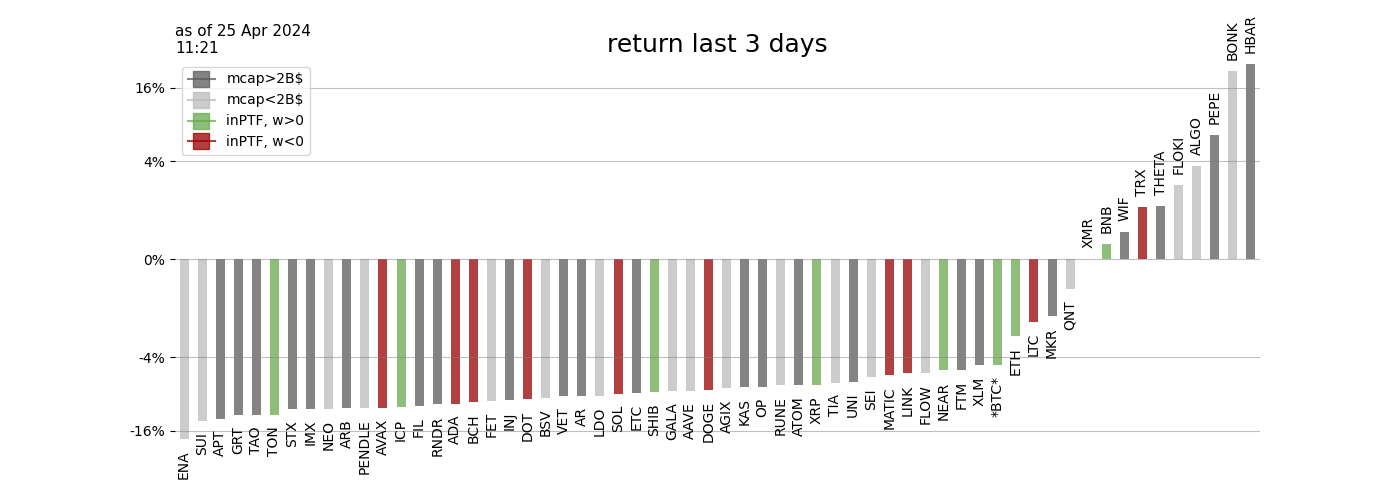 as of 25 Apr 2024
11:21
return last 3 days
mcap>2B$
mcap<2B$
inPTF, w>0
inPTF, w<0
16%
4%
0%
-4%
-16%
ENA
SUI
APT
GRT
TAO
TON
STX
IMX
NEO
ARB
PENDLE
AVAX
ICP
FIL
RNDR
ADA
BCH
FET
INJ
DOT
BSV
VET
AR
LDO
SOL
ETC
SHIB
GALA
AAVE
DOGE
AGIX
KAS
OP
RUNE
ATOM
XRP
TIA
UNI
SEI
MATIC
LINK
FLOW
NEAR
FTM
XLM
*BTC*
ETH
LTC
MKR
QNT
XMR
BNB
WIF
TRX
THETA
FLOKI
ALGO
PEPE
BONK
HBAR